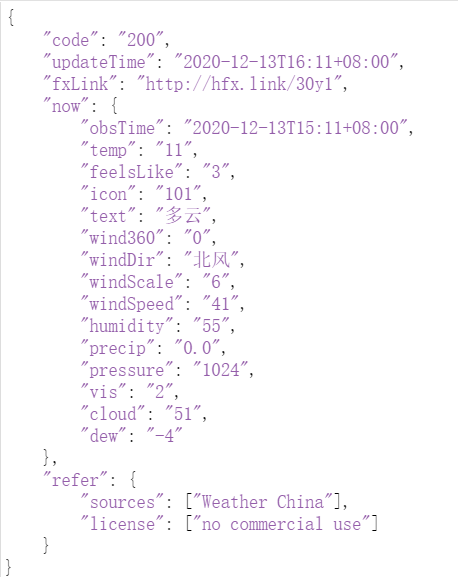 {
    "code": "200",
    "updateTime": "2020-12-13T16:11+08:00",
    "fxLink": "http://hfx.link/30y1",
    "now": {
        "obsTime": "2020-12-13T15:11+08:00",
        "temp": "11",
        "feelsLike": "3",
        "icon": "101",
        "text": "多云",
        "wind360": "0",
        "windDir": "北风",
        "windScale": "6",
        "windSpeed": "41",
        "humidity": "55",
        "precip": "0.0",
        "pressure": "1024",
        "vis": "2",
        "cloud": "51",
        "dew": "-4"
    },
    "refer": {
        "sources": ["Weather China"],
        "license": ["no commercial use"]
    }
}